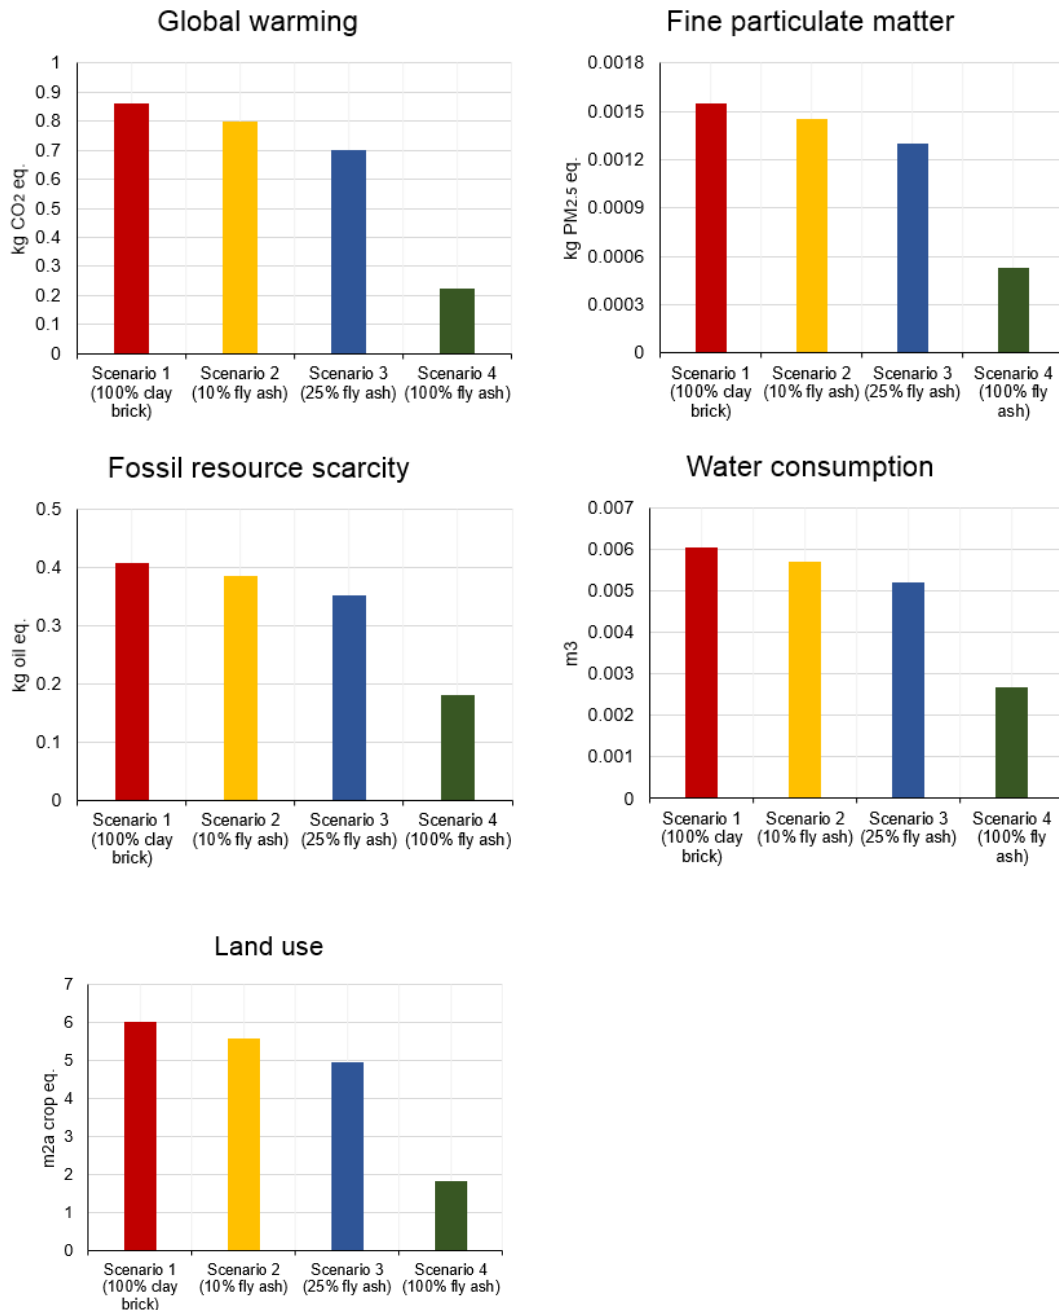 Global warming
1
0.9
0.8
0.7
0.6
0.5
0.4
0.3
0.2
0.1
0
kg CO2 eq.
Scenario 1 Scenario 2 Scenario 3 Scenario 4
(100% clay (10% fly ash) (25% fly ash) (100% fly ash)
brick)
Fine particulate matter
0.0018
0.0015
0.0012
0.0009
0.0006
0.0003
0
kg PM2.5 eq.
Scenario 1 Scenario 2 Scenario 3 Scenario 4
(100% clay (10% fly ash) (25% fly ash) (100% fly
brick) ash)
Fossil resource scarcity
0.5
0.4
0.3
0.2
0.1
0
kg oil eq.
Scenario 1 Scenario 2 Scenario 3 Scenario 4
(100% clay (10% fly ash) (25% fly ash) (100% fly ash)
brick)
Water consumption
0.007
0.006
0.005
0.004
0.003
0.002
0.001
0
m3
Scenario 1 Scenario 2 Scenario 3 Scenario 4
(100% clay (10% fly ash) (25% fly ash) (100% fly
brick) ash)
Land use
7
6
5
4
3
2
1
0
m2a crop eq.
Scenario 1 Scenario 2 Scenario 3 Scenario 4
(100% clay (10% fly ash) (25% fly ash) (100% fly ash)
brick)